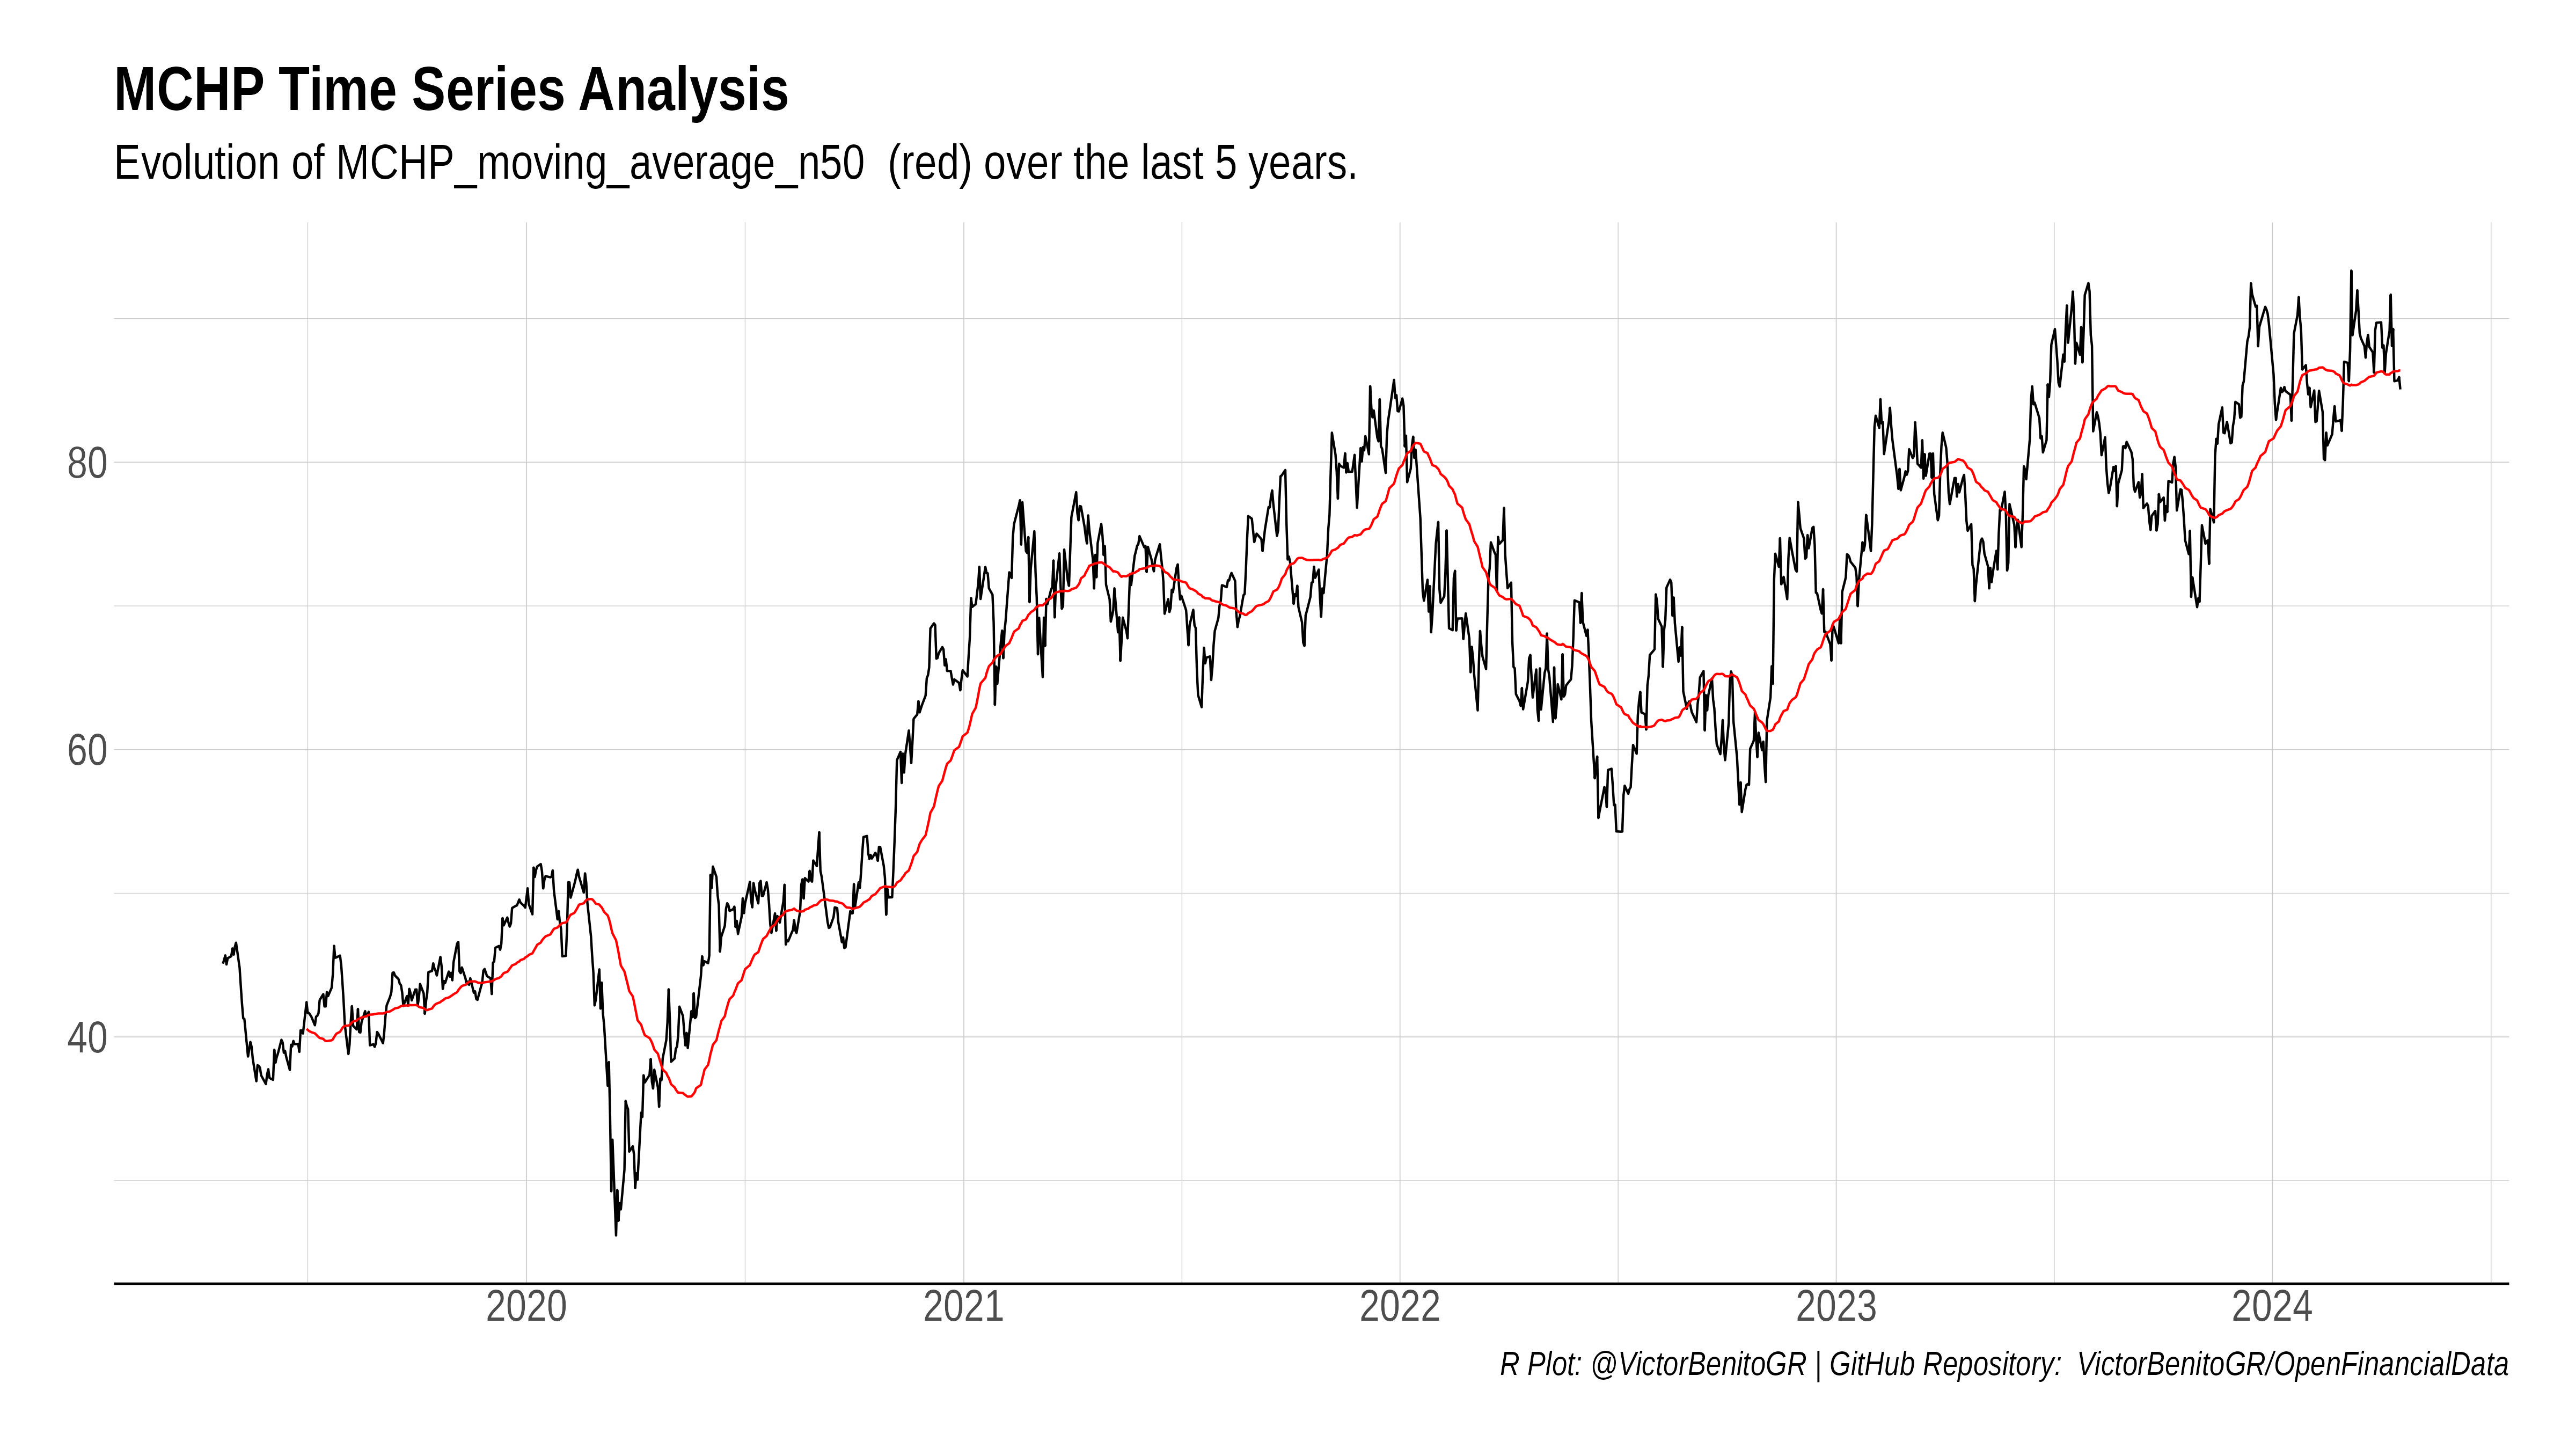 MCHP Time Series Analysis
Evolution of MCHP_moving_average_n50  (red) over the last 5 years.
80
60
40
2020
2021
2022
2023
2024
R Plot: @VictorBenitoGR | GitHub Repository:  VictorBenitoGR/OpenFinancialData